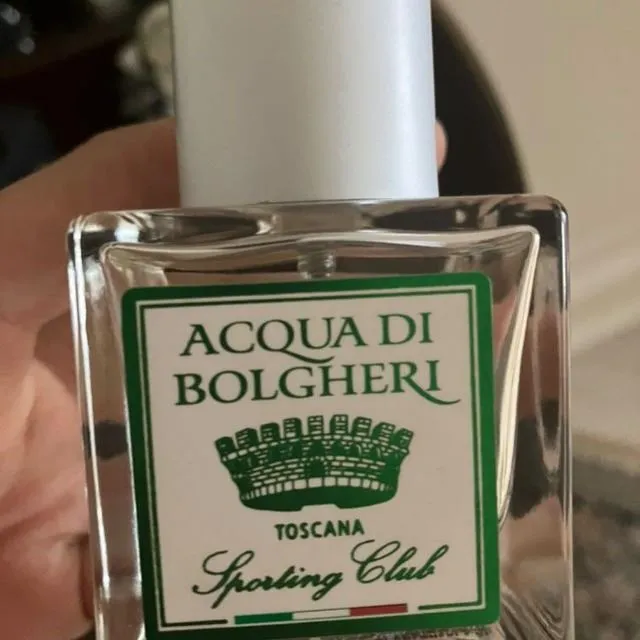 ACQUA DI
BOLGHERI
TOSCANA
Sporting Club